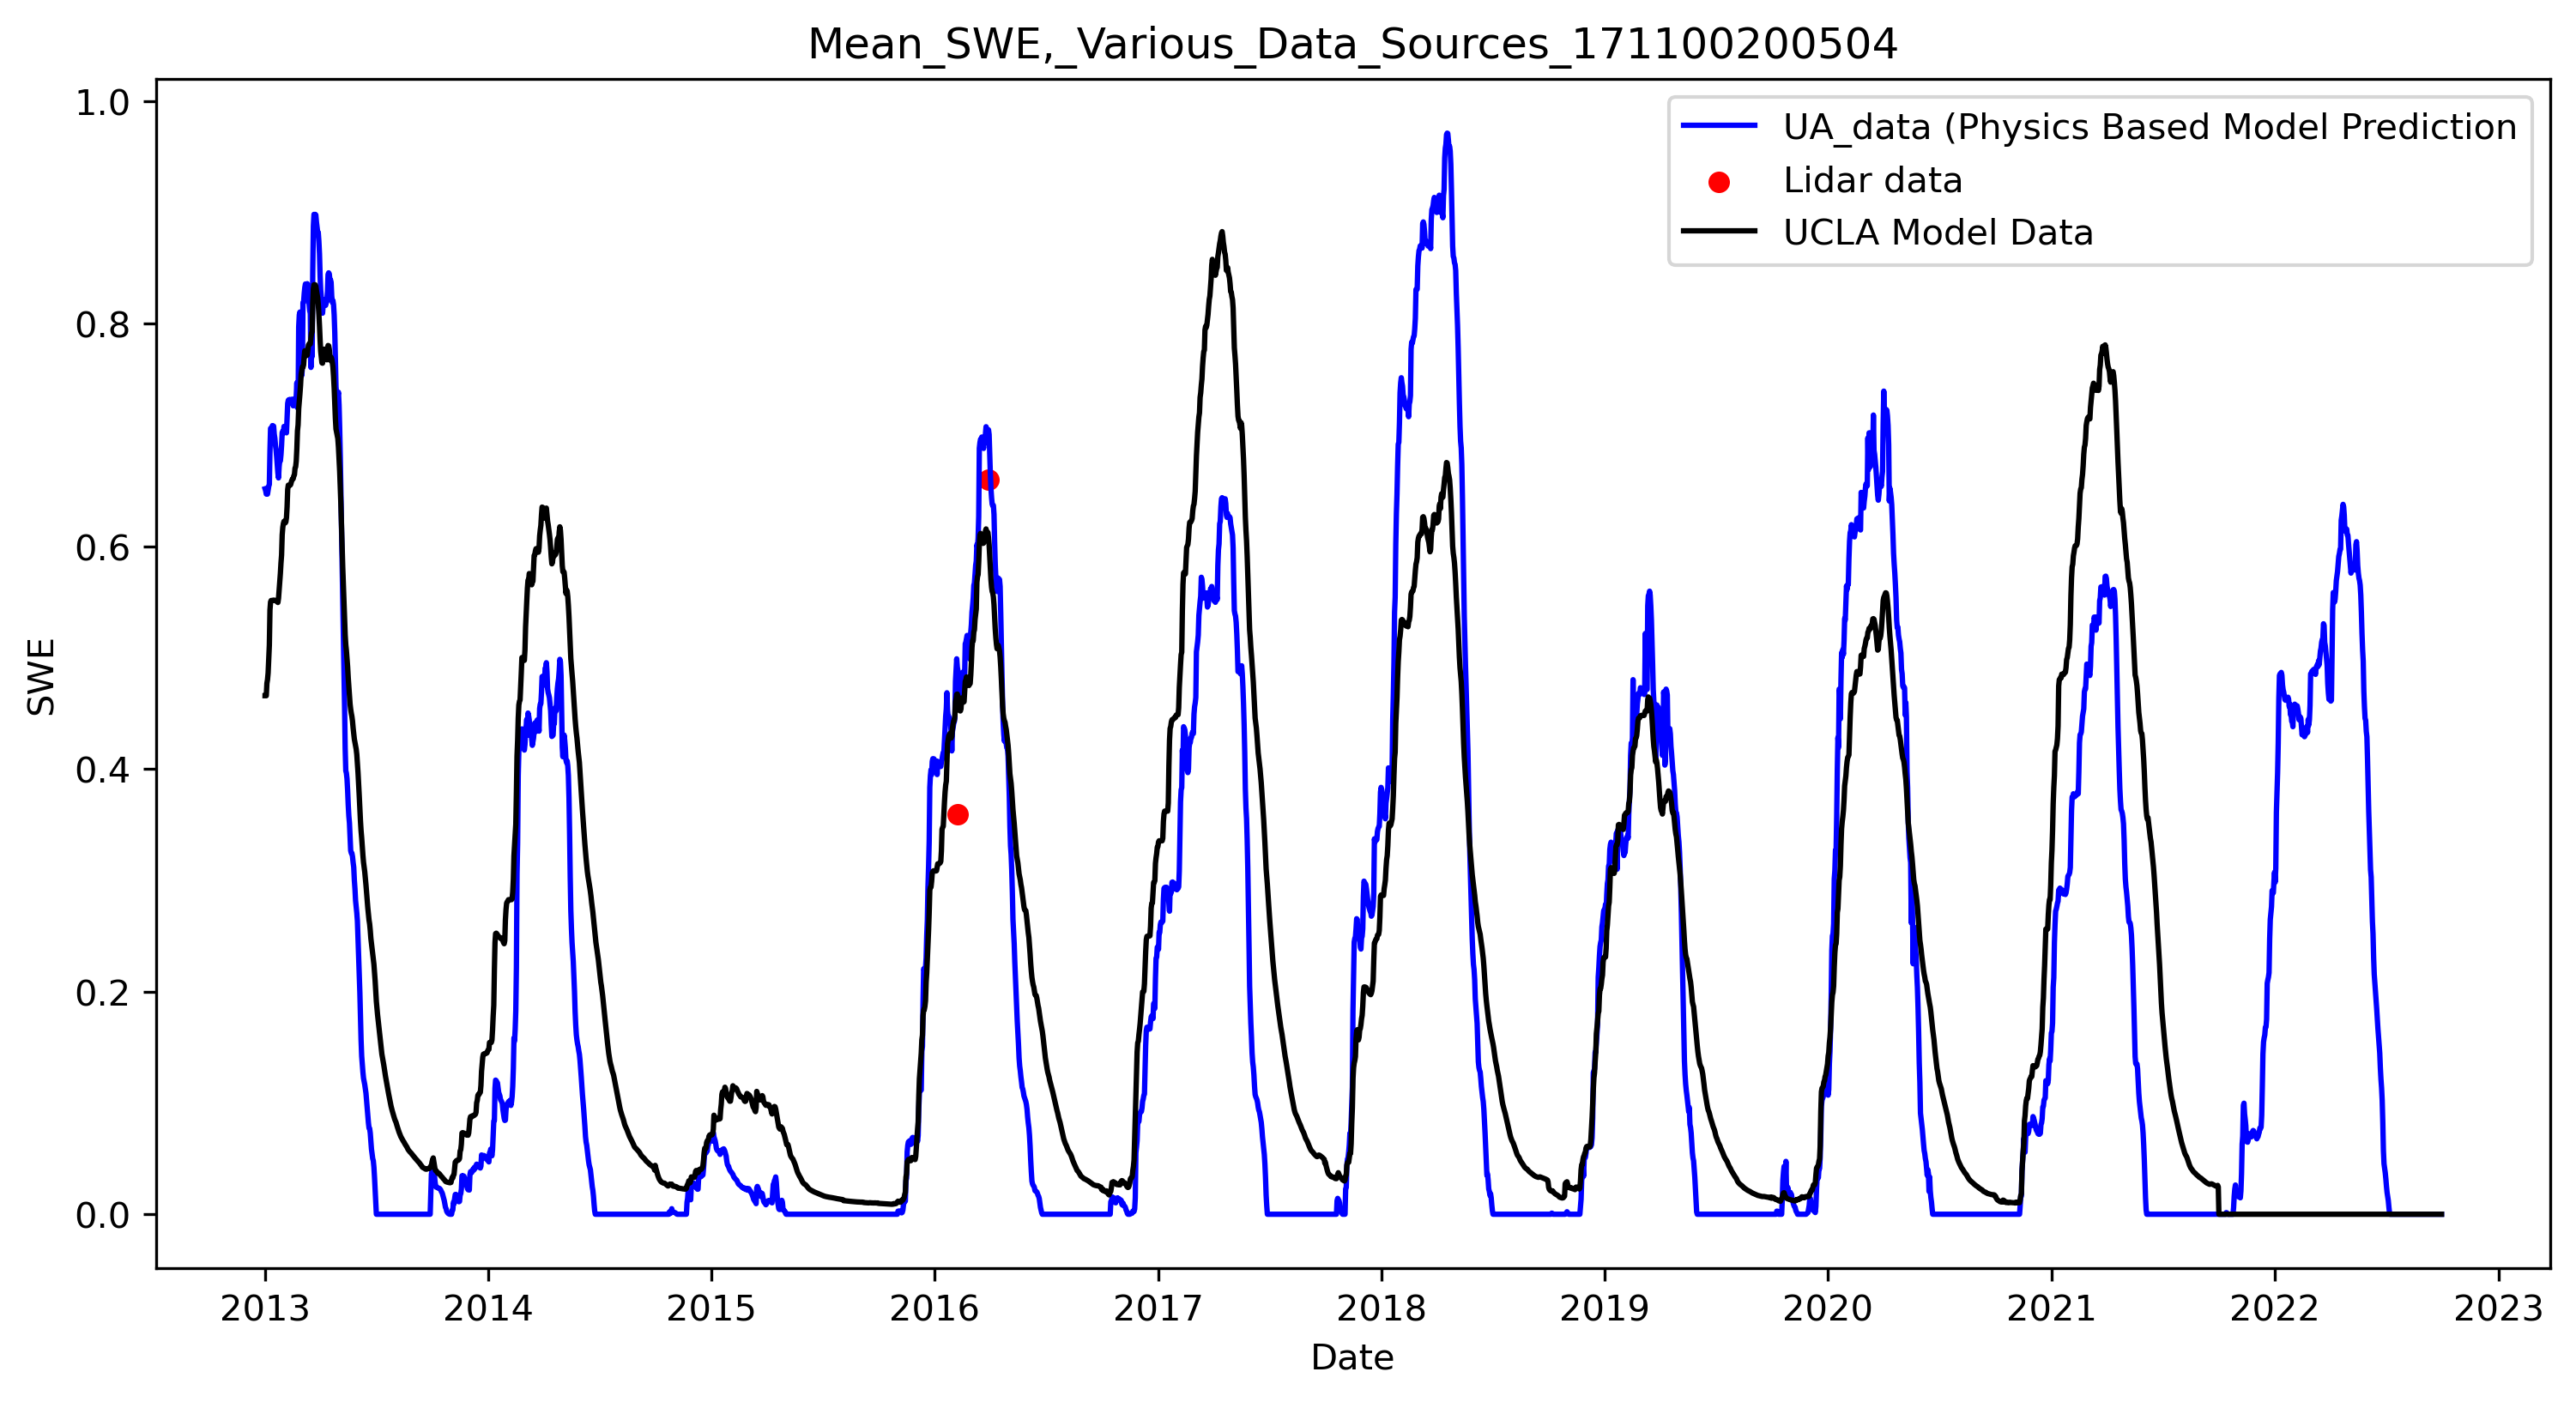 Mean_SWE,_Various_Data_Sources_171100200504
UA_data (Physics Based Model Prediction
Lidar data
UCLA Model Data
1.0
0.8
0.6
0.4
0.2
0.0
SWE
2013 2014 2015 2016 2017 2018 2019 2020 2021 2022 2023
Date